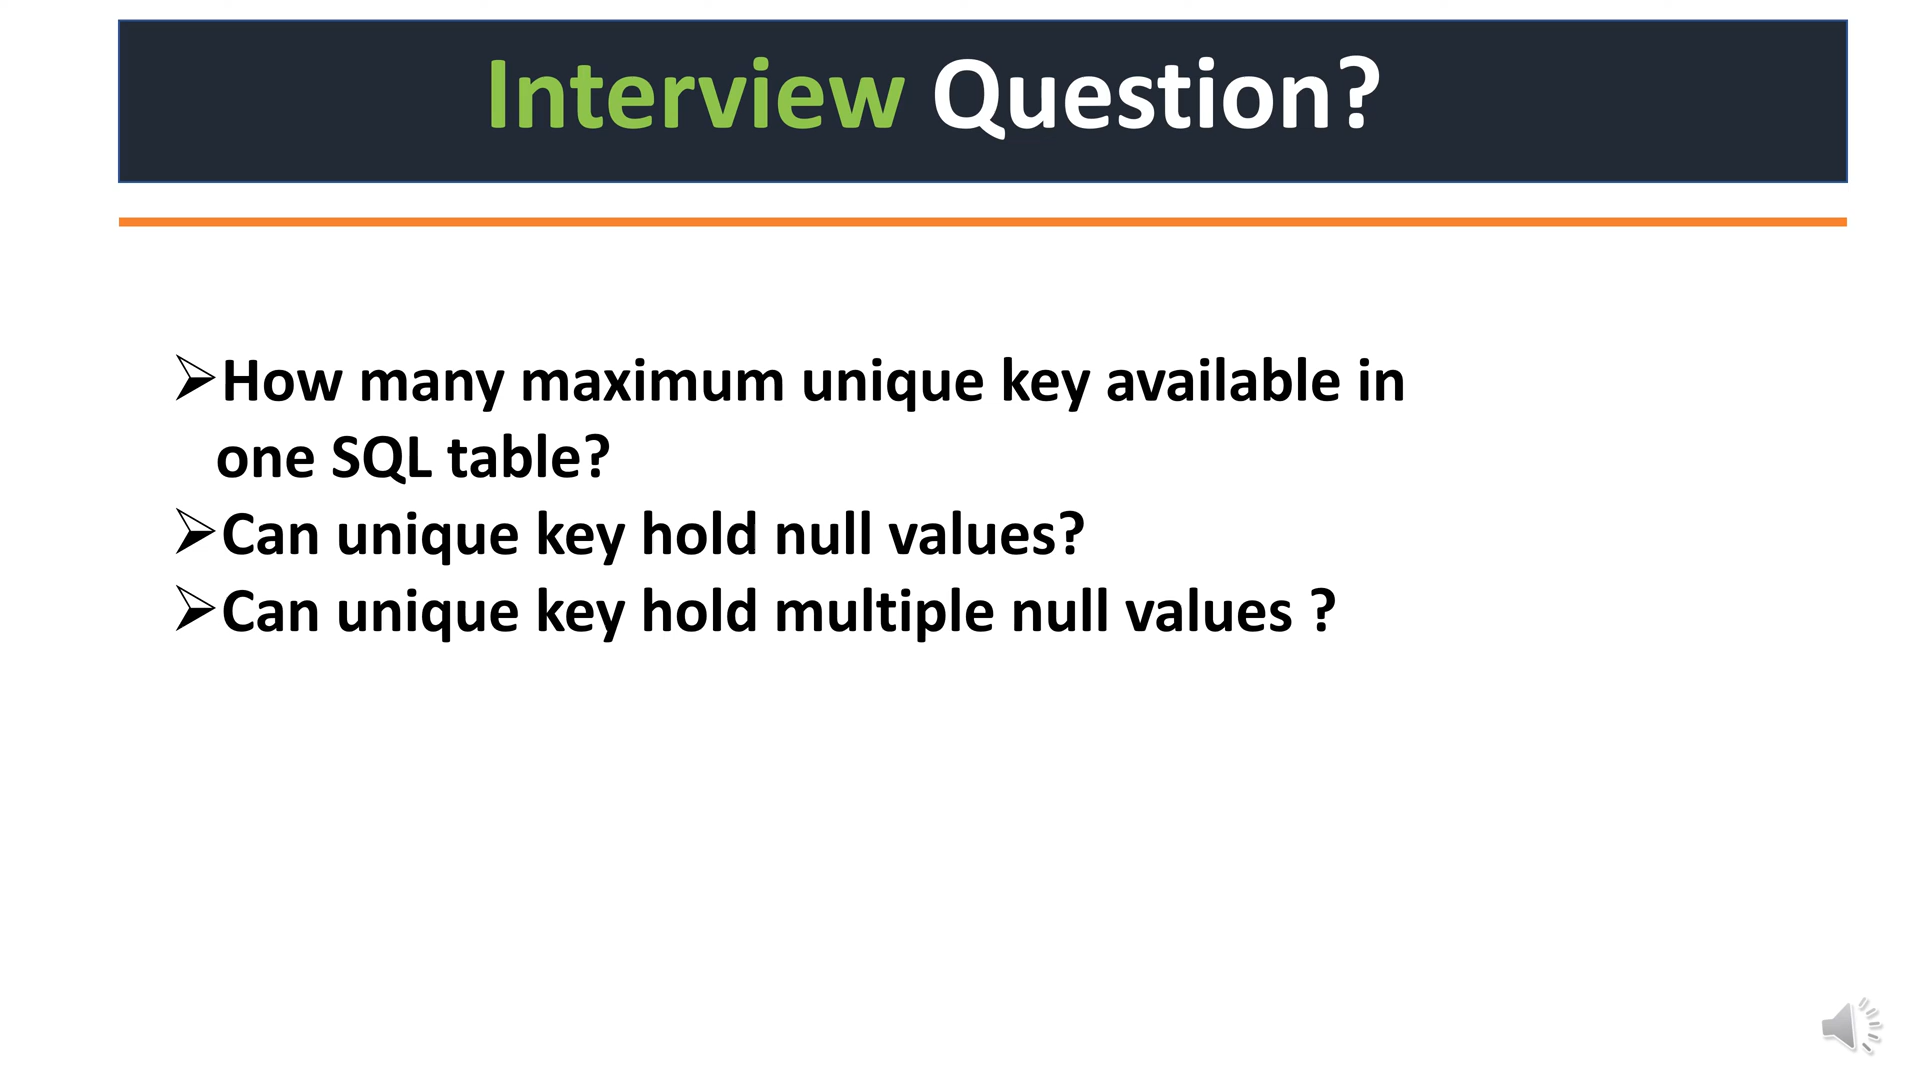 Interview Question?
➢How many maximum unique key available in
one SQL table?
➢Can unique key hold null values?
➢Can unique key hold multiple null values ?